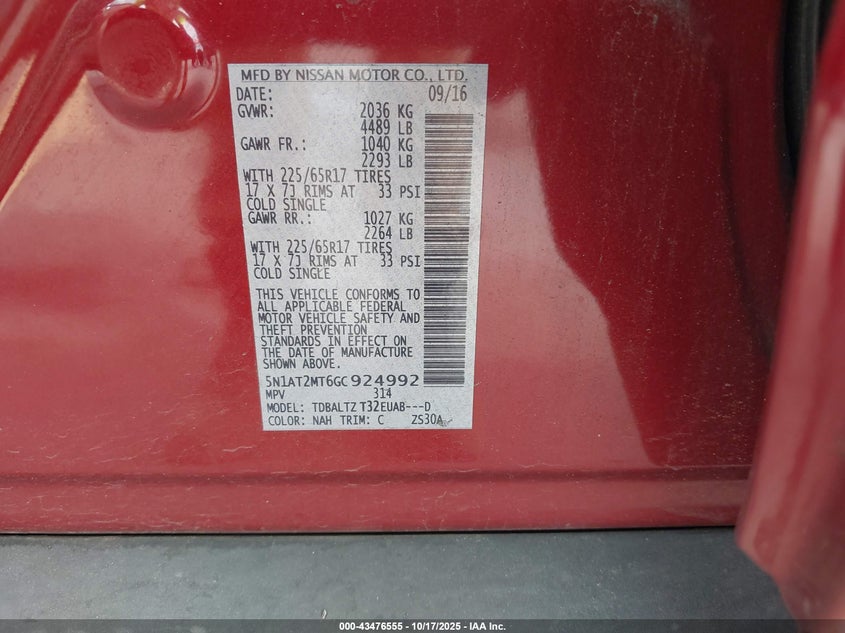 MFD BY NISSAN MOTOR CO., LTD.
DATE: 09/16
GVWR: 2036 KG
4489 LB
GAWR FR.: 1040 KG
2293 LB
WITH 225/65R17 TIRES
17 X 7J RIMS AT 33 PSI
COLD SINGLE
GAWR RR.: 1027 KG
2264 LB
WITH 225/65R17 TIRES
17 X 7J RIMS AT 33 PSI
COLD SINGLE
THIS VEHICLE CONFORMS TO
ALL APPLICABLE FEDERAL
MOTOR VEHICLE SAFETY AND
THEFT PREVENTION
STANDARDS IN EFFECT ON
THE DATE OF MANUFACTURE
SHOWN ABOVE.
5N1AT2MT6GC924992
MPV 314
MODEL: TDBALTZ T32EUAB---D
COLOR: NAH TRIM: C ZS30A
000-43476555 | 10/17/2025 | IAA Inc.